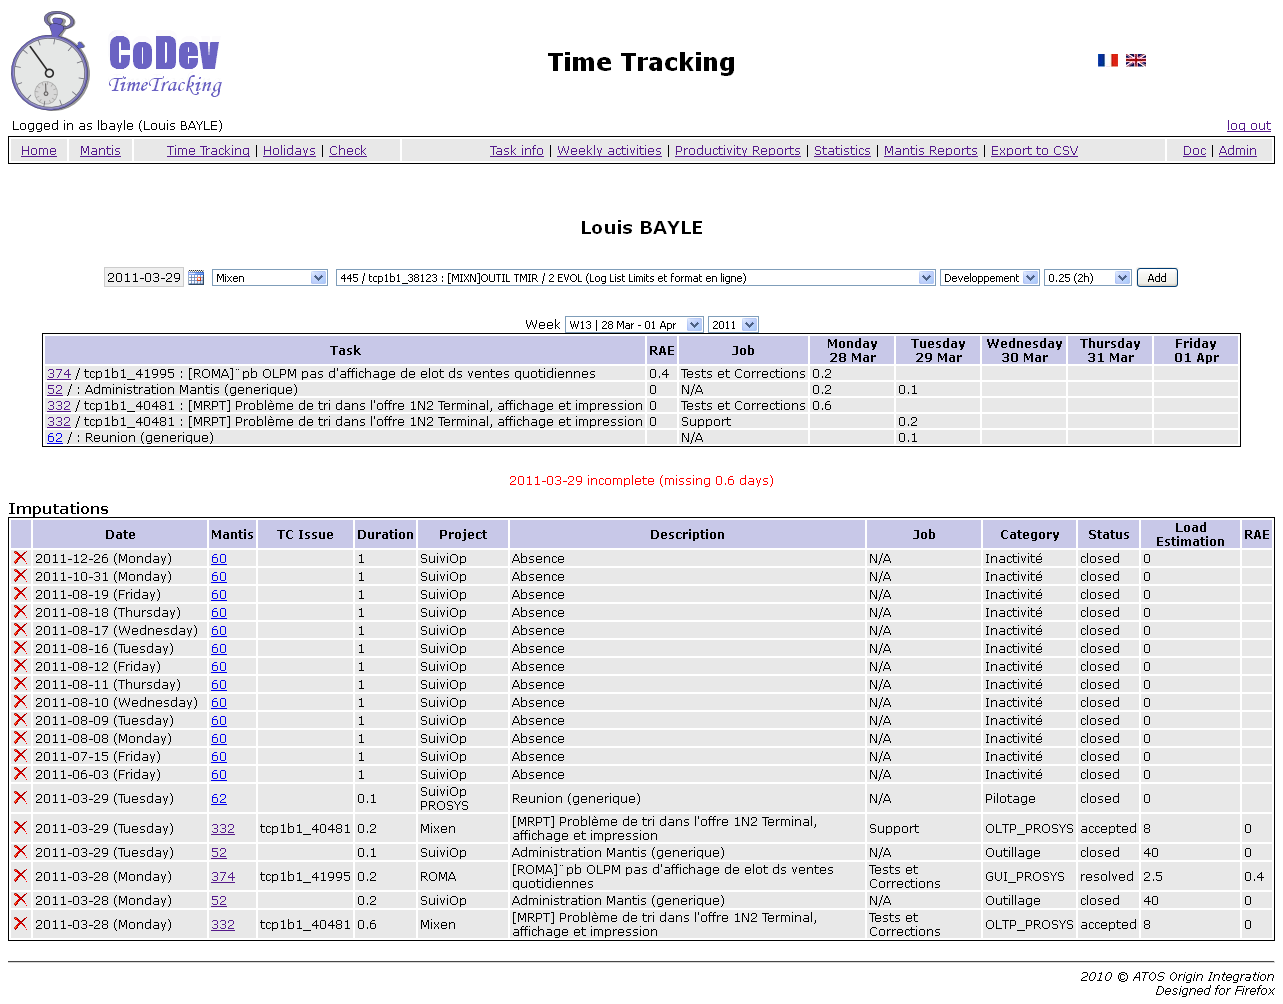 CoDev
TimeTracking
Time Tracking
Logged in as lbayle (Louis BAYLE)
log out
Home Mantis Time Tracking | Holidays | Check Task info | Weekly activities | Productivity Reports | Statistics | Mantis Reports | Export to CSV Doc | Admin
Louis BAYLE
2011-03-29 Mixen 445 / tcp1b1_38123 : [MIXN]OUTIL TMIR / 2 EVOL (Log List Limits et format en ligne) Developpement 0.25 (2h) Add
Week W13 | 28 Mar - 01 Apr 2011
Task RAE Job Monday 28 Mar Tuesday 29 Mar Wednesday 30 Mar Thursday 31 Mar Friday 01 Apr
374 / tcp1b1_41995 : [ROMA]¨pb OLPM pas d'affichage de elot ds ventes quotidiennes 0.4 Tests et Corrections 0.2
52 / : Administration Mantis (generique) 0 N/A 0.2 0.1
332 / tcp1b1_40481 : [MRPT] Problème de tri dans l'offre 1N2 Terminal, affichage et impression 0 Tests et Corrections 0.6
332 / tcp1b1_40481 : [MRPT] Problème de tri dans l'offre 1N2 Terminal, affichage et impression 0 Support 0.2
62 / : Reunion (generique) N/A 0.1
2011-03-29 incomplete (missing 0.6 days)
Imputations
Date Mantis TC Issue Duration Project Description Job Category Status Load Estimation RAE
2011-12-26 (Monday) 60 1 SuiviOp Absence N/A Inactivité closed 0
2011-10-31 (Monday) 60 1 SuiviOp Absence N/A Inactivité closed 0
2011-08-19 (Friday) 60 1 SuiviOp Absence N/A Inactivité closed 0
2011-08-18 (Thursday) 60 1 SuiviOp Absence N/A Inactivité closed 0
2011-08-17 (Wednesday) 60 1 SuiviOp Absence N/A Inactivité closed 0
2011-08-16 (Tuesday) 60 1 SuiviOp Absence N/A Inactivité closed 0
2011-08-12 (Friday) 60 1 SuiviOp Absence N/A Inactivité closed 0
2011-08-11 (Thursday) 60 1 SuiviOp Absence N/A Inactivité closed 0
2011-08-10 (Wednesday) 60 1 SuiviOp Absence N/A Inactivité closed 0
2011-08-09 (Tuesday) 60 1 SuiviOp Absence N/A Inactivité closed 0
2011-08-08 (Monday) 60 1 SuiviOp Absence N/A Inactivité closed 0
2011-07-15 (Friday) 60 1 SuiviOp Absence N/A Inactivité closed 0
2011-06-03 (Friday) 60 1 SuiviOp Absence N/A Inactivité closed 0
2011-03-29 (Tuesday) 62 0.1 SuiviOp PROSYS Reunion (generique) N/A Pilotage closed 0
2011-03-29 (Tuesday) 332 tcp1b1_40481 0.2 Mixen [MRPT] Problème de tri dans l'offre 1N2 Terminal, affichage et impression Support OLTP_PROSYS accepted 8 0
2011-03-29 (Tuesday) 52 0.1 SuiviOp Administration Mantis (generique) N/A Outillage closed 40 0
2011-03-28 (Monday) 374 tcp1b1_41995 0.2 ROMA [ROMA]¨pb OLPM pas d'affichage de elot ds ventes quotidiennes Tests et Corrections GUI_PROSYS resolved 2.5 0.4
2011-03-28 (Monday) 52 0.2 SuiviOp Administration Mantis (generique) N/A Outillage closed 40 0
2011-03-28 (Monday) 332 tcp1b1_40481 0.6 Mixen [MRPT] Problème de tri dans l'offre 1N2 Terminal, affichage et impression Tests et Corrections OLTP_PROSYS accepted 8 0
2010 © ATOS Origin Integration
Designed for Firefox